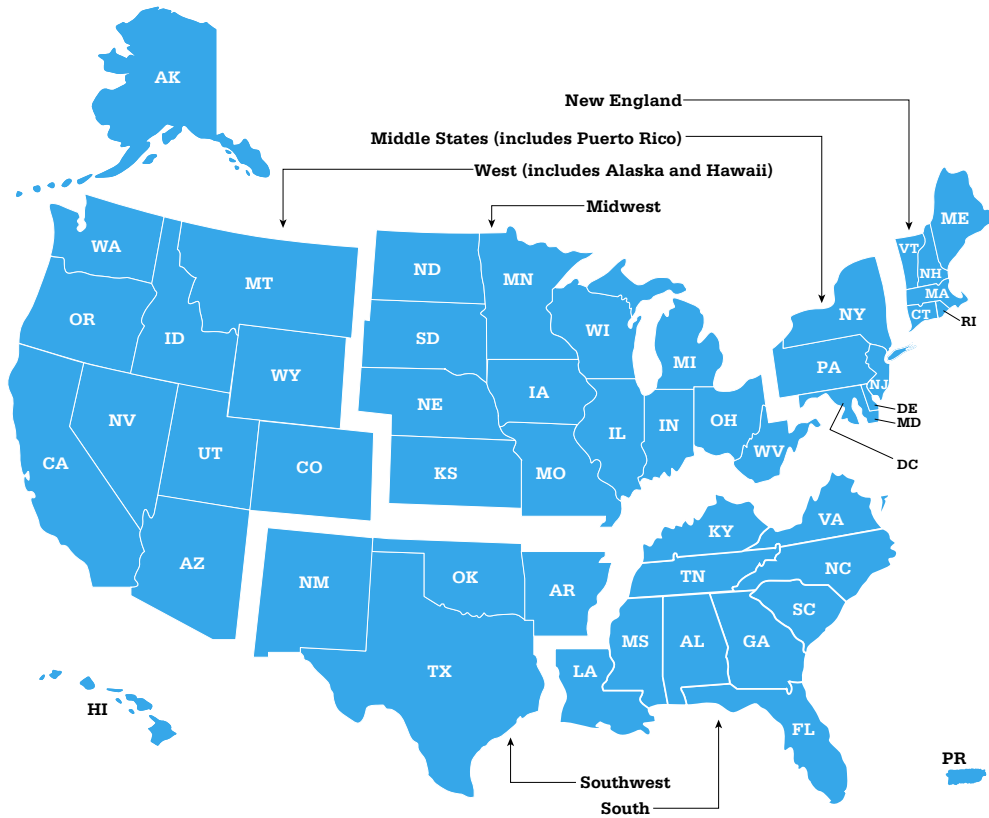 AK
New England
Middle States (includes Puerto Rico)
West (includes Alaska and Hawaii)
Midwest
ME
WA
VT
NH
ND
MN
MT
MA
NY
CT
RI
OR
ID
SD
WI
MI
WY
PA
NJ
NE
IA
DE
MD
NV
OH
IN
IL
UT
WV
CA
CO
KS
MO
DC
VA
KY
AZ
NM
OK
TN
NC
AR
SC
MS
AL
GA
TX
LA
HI
FL
PR
Southwest
South